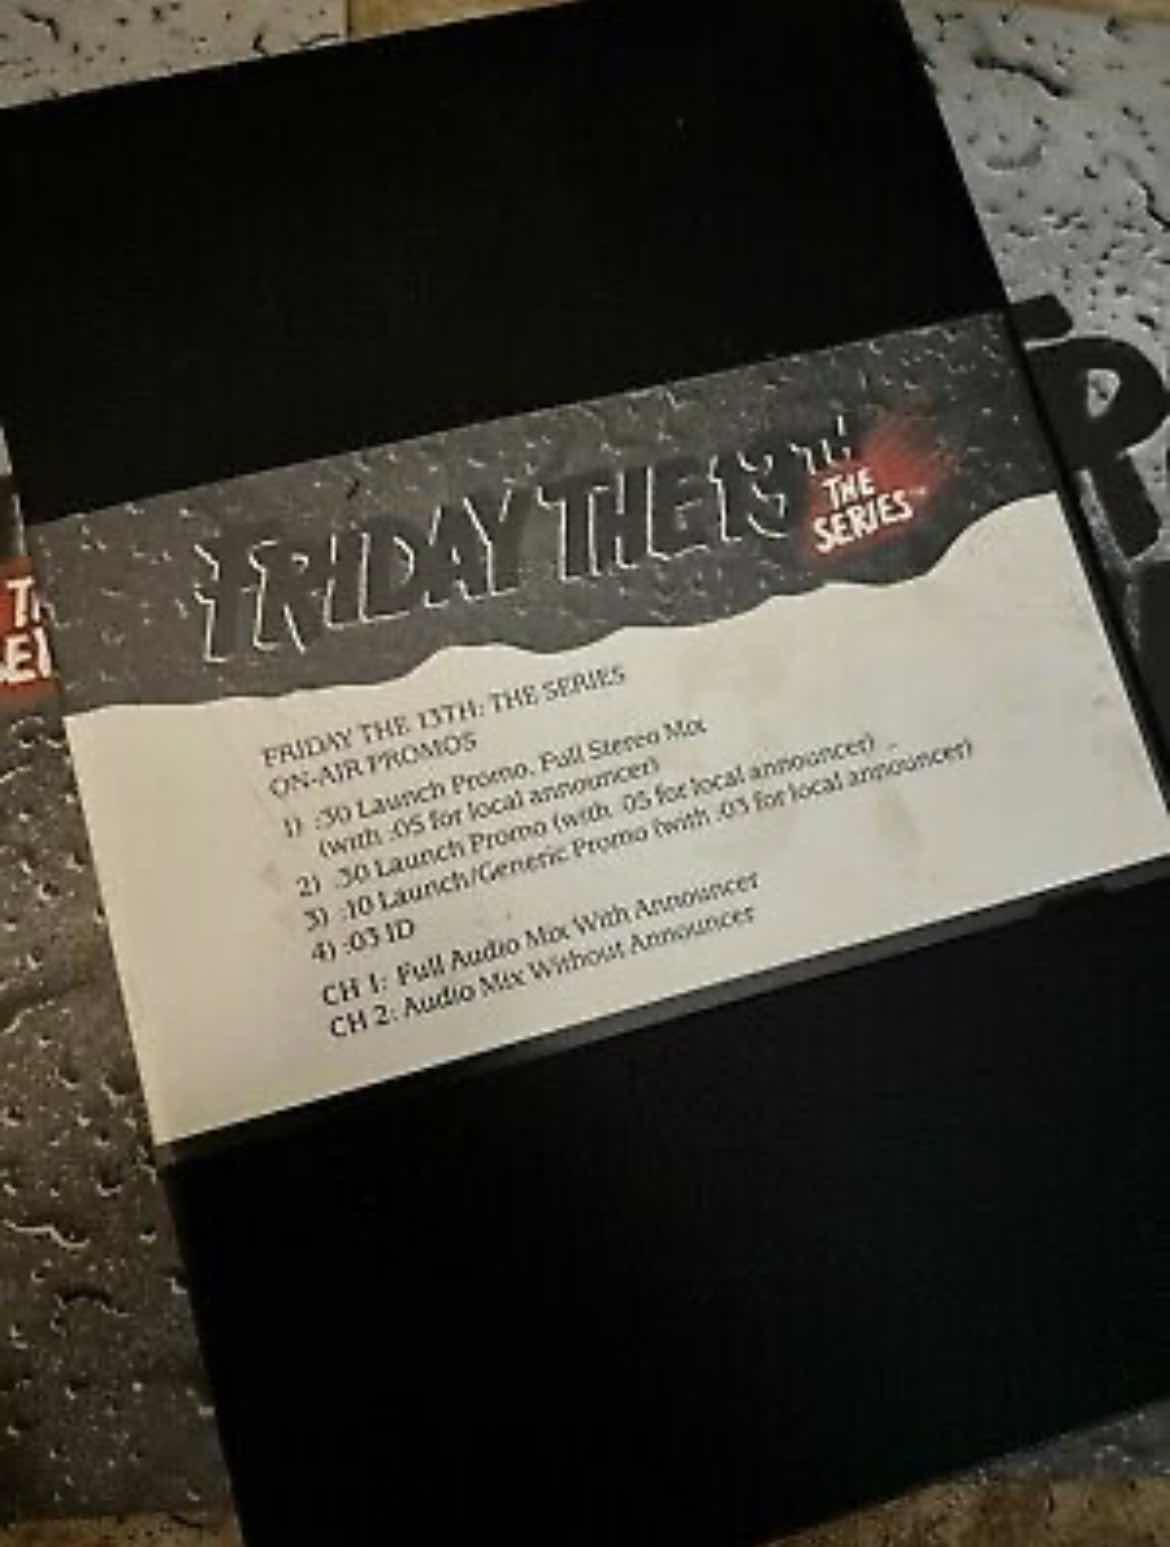 FRIDAY THE 13TH
THE
SERIES™
FRIDAY THE 13TH: THE SERIES
ON-AIR PROMOS
1) :30 Launch Promo, Full Stereo Mix
(with :05 for local announcer)
2) :30 Launch Promo (with :05 for local announcer)
3) :10 Launch/Generic Promo (with :03 for local announcer)
4) :03 ID
CH 1: Full Audio Mix With Announcer
CH 2: Audio Mix Without Announcer